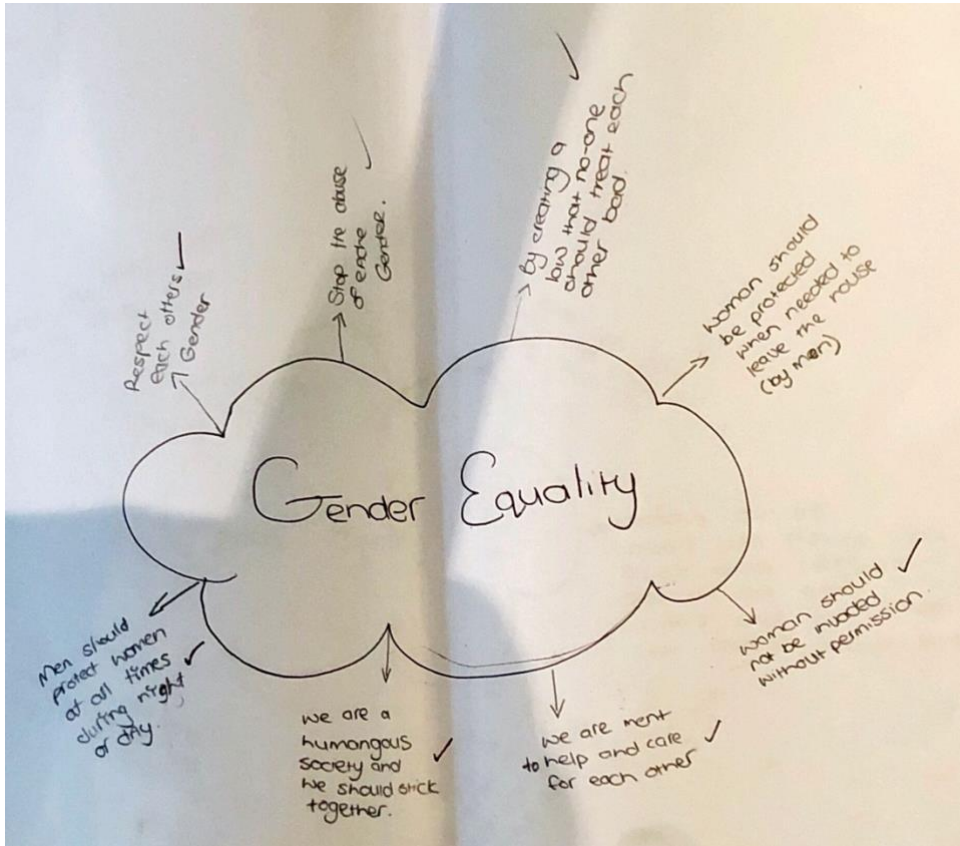 Gender Equality
Respect
each others
Gender
Stop the abuse
of eache
Gender.
by creating a
law that no-one
should treat each
other bad.
woman should
be protected
when needed to
leave the house
(by men)
woman should
not be invaded
without permission.
we are ment
to help and care
for each other
we are a
humongous
society and
we should stick
together.
Men should
protect women
at all times
during night
or day.